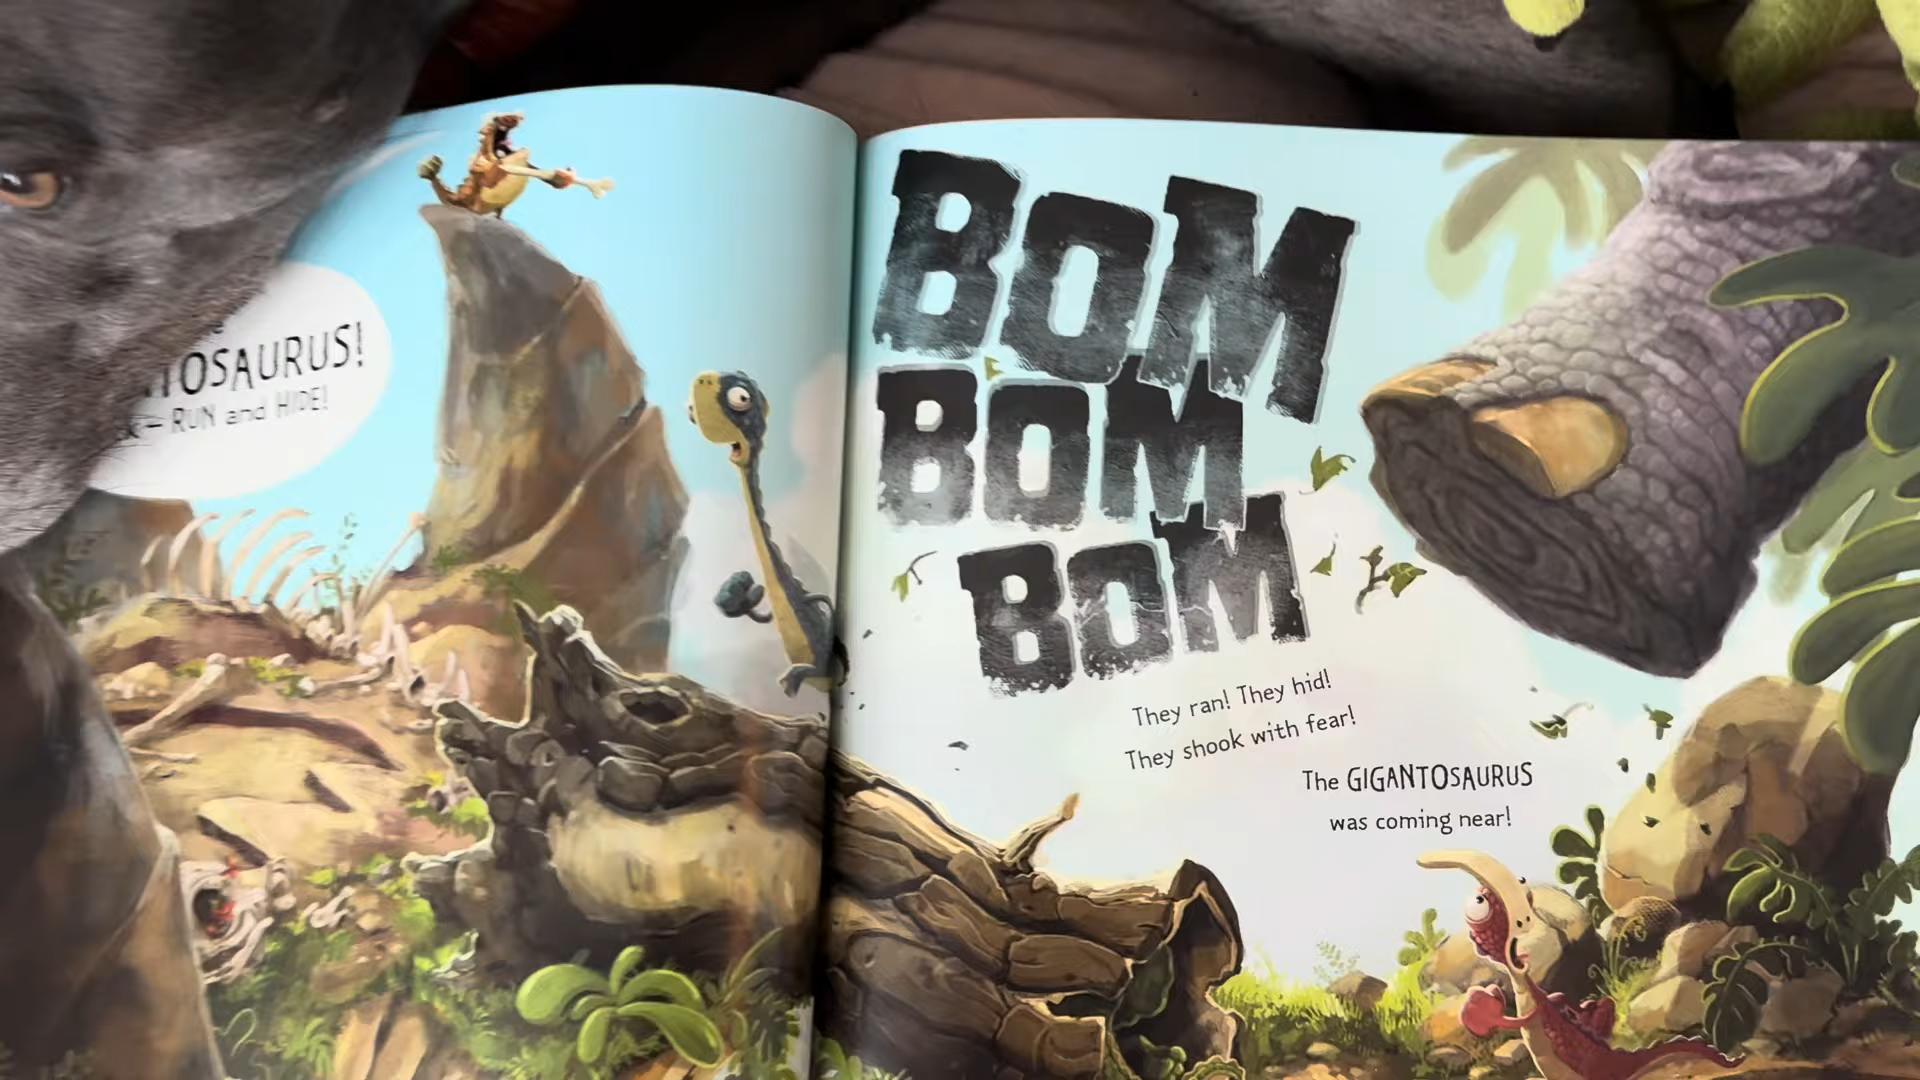 RUN and HIDE!
BOM
BOM
BOM
They ran! They hid!
They shook with fear!
The GIGANTOSAURUS
was coming near!